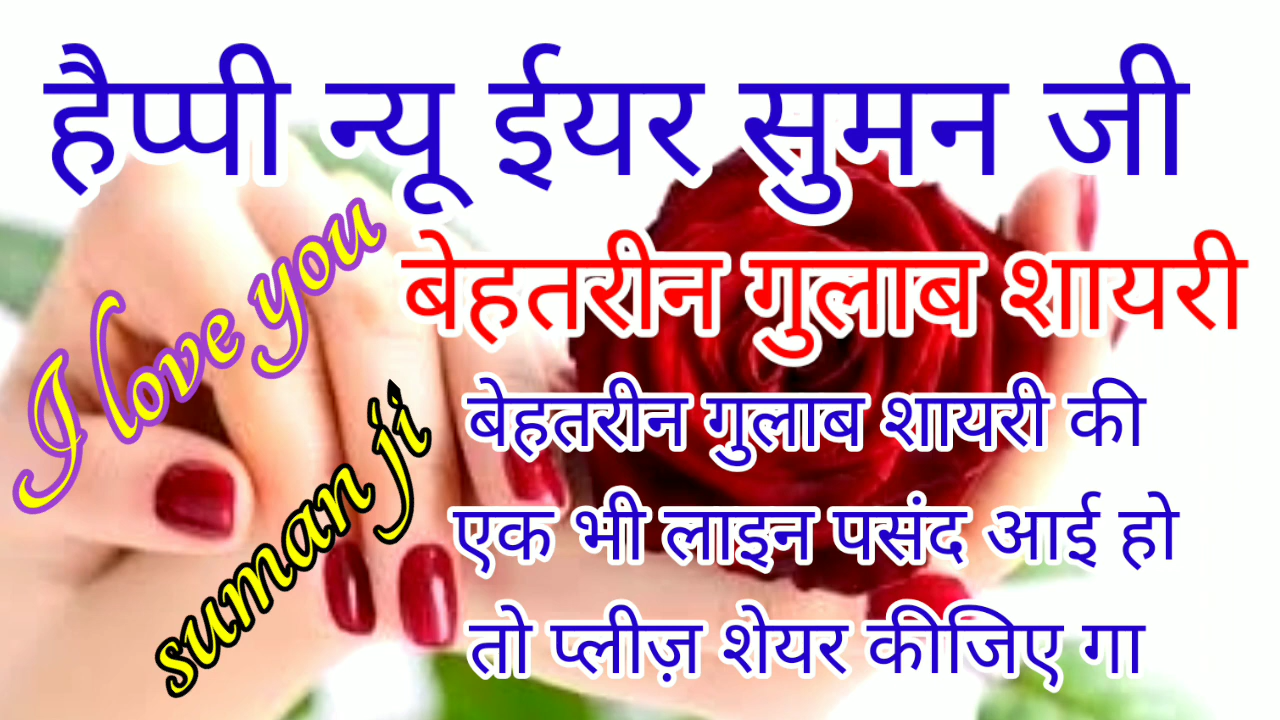 हैप्पी न्यू ईयर सुमन जी
I love you
suman ji
बेहतरीन गुलाब शायरी
बेहतरीन गुलाब शायरी की
एक भी लाइन पसंद आई हो
तो प्लीज़ शेयर कीजिए गा